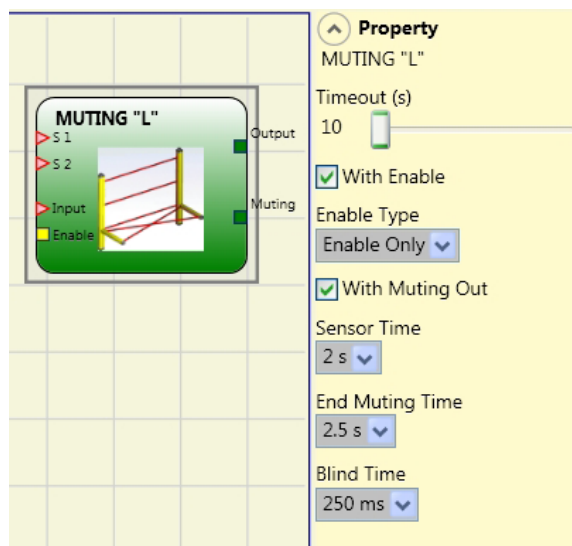 MUTING "L"
S 1
S 2
Input
Enable
Output
Muting
Property
MUTING "L"
Timeout (s)
10
With Enable
Enable Type
Enable Only
With Muting Out
Sensor Time
2 s
End Muting Time
2.5 s
Blind Time
250 ms